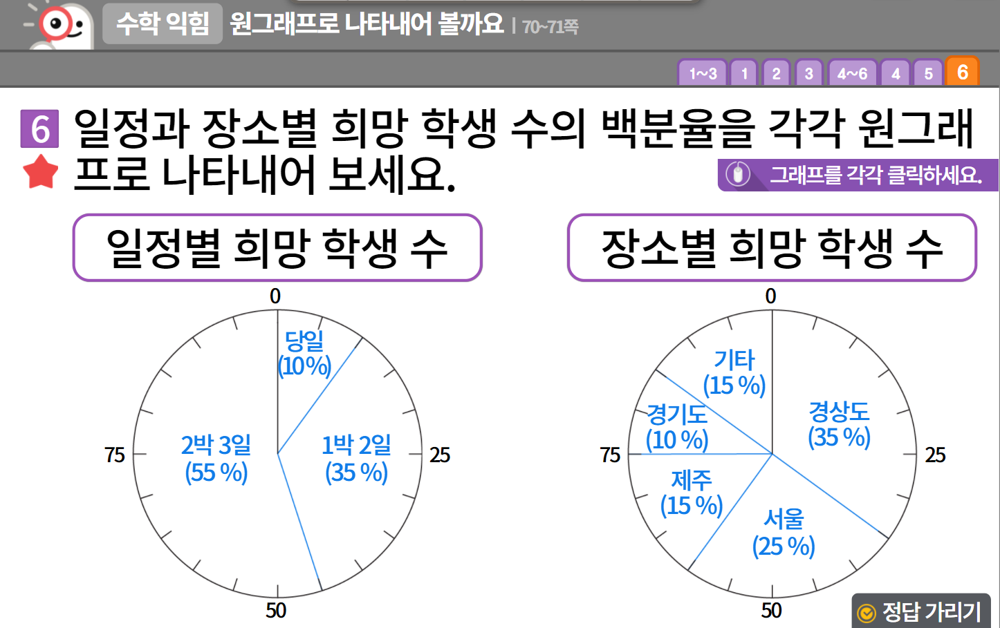 수학 익힘 원그래프로 나타내어 볼까요 | 70~71쪽
1~3 1 2 3 4~6 4 5 6
6 일정과 장소별 희망 학생 수의 백분율을 각각 원그래
프로 나타내어 보세요.
그래프를 각각 클릭하세요.
일정별 희망 학생 수
0
당일
(10%)
1박 2일
(35 %)
2박 3일
(55 %)
25
50
75
장소별 희망 학생 수
0
기타
(15 %)
경상도
(35 %)
경기도
(10 %)
제주
(15 %)
서울
(25 %)
25
50
75
정답 가리기